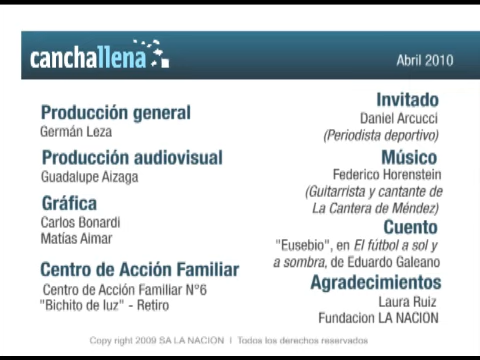 canchallena
Abril 2010
Producción general
Germán Leza
Producción audiovisual
Guadalupe Aizaga
Gráfica
Carlos Bonardi
Matías Aimar
Centro de Acción Familiar
Centro de Acción Familiar N°6
"Bichito de luz" - Retiro
Invitado
Daniel Arcucci
(Periodista deportivo)
Músico
Federico Horenstein
(Guitarrista y cantante de
La Cantera de Méndez)
Cuento
"Eusebio", en El fútbol a sol y
a sombra, de Eduardo Galeano
Agradecimientos
Laura Ruiz
Fundacion LA NACION
Copy right 2009 SA LA NACION | Todos los derechos reservados